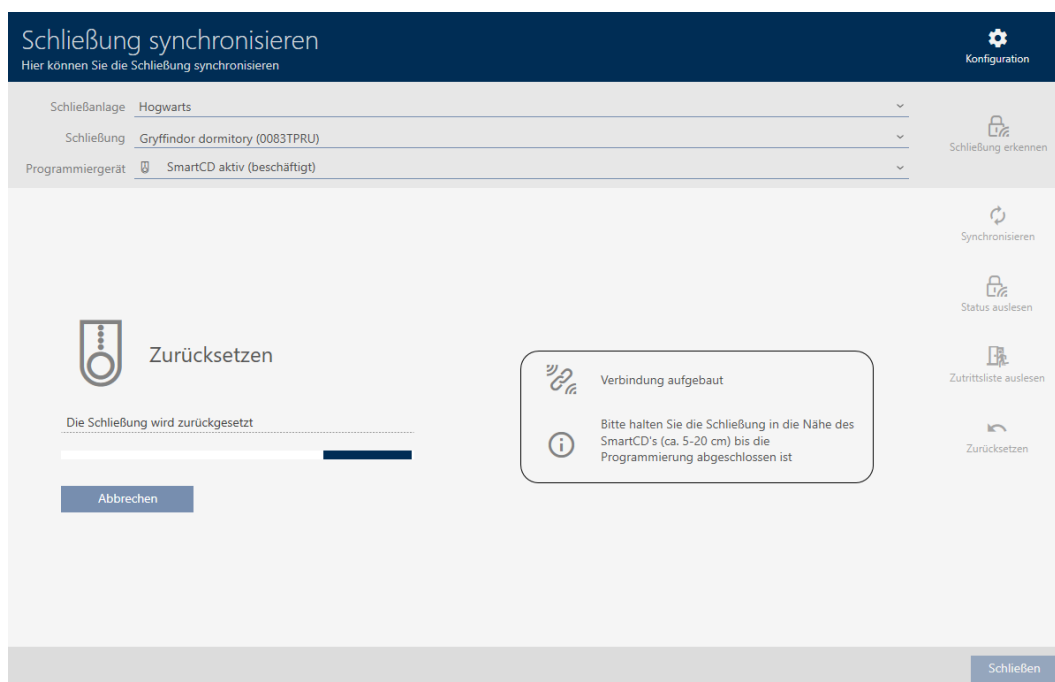 Schließung synchronisieren
Hier können Sie die Schließung synchronisieren
Konfiguration
Schließanlage Hogwarts
Schließung Gryffindor dormitory (0083TPRU)
Programmiergerät SmartCD aktiv (beschäftigt)
Schließung erkennen
Synchronisieren
Status auslesen
Zutrittsliste auslesen
Zurücksetzen
Zurücksetzen
Die Schließung wird zurückgesetzt
Abbrechen
Verbindung aufgebaut
Bitte halten Sie die Schließung in die Nähe des
SmartCD's (ca. 5-20 cm) bis die
Programmierung abgeschlossen ist
Schließen